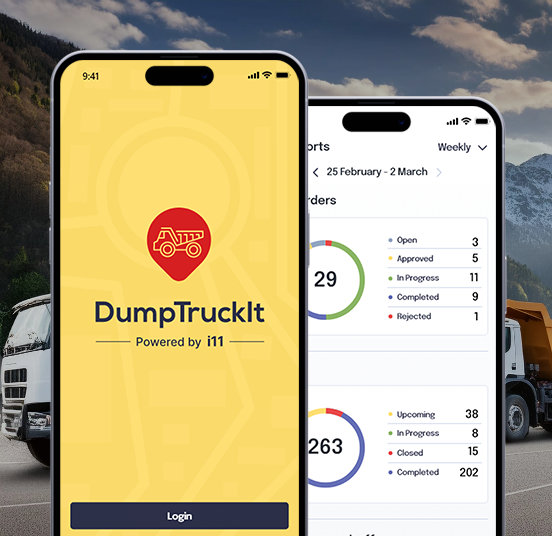 9:41
DumpTruckIt
Powered by i11
Login
orts
Weekly
25 February - 2 March
rders
29
Open 3
Approved 5
In Progress 11
Completed 9
Rejected 1
263
Upcoming 38
In Progress 8
Closed 15
Completed 202